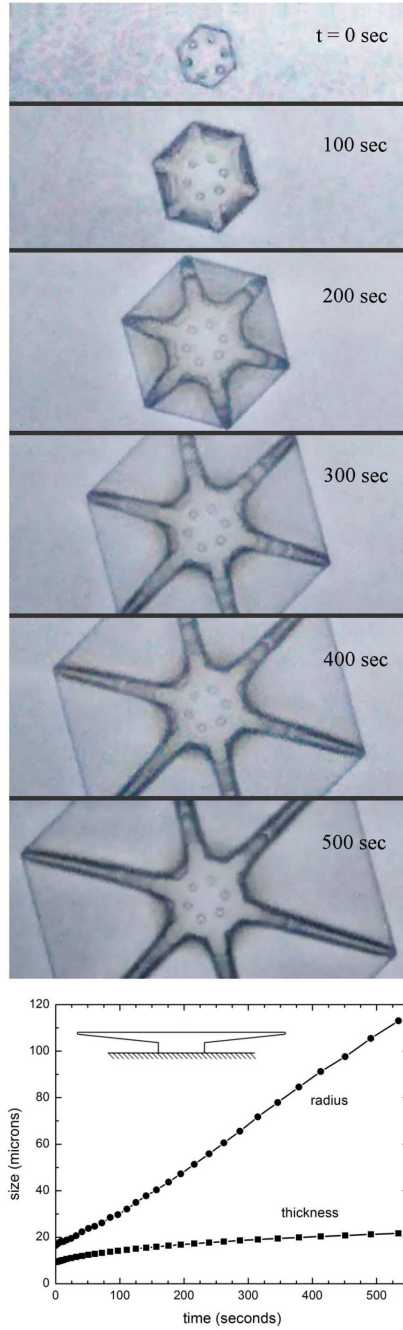 t = 0 sec
100 sec
200 sec
300 sec
400 sec
500 sec
120
100
80
60
40
20
0
size (microns)
radius
thickness
0 100 200 300 400 500
time (seconds)